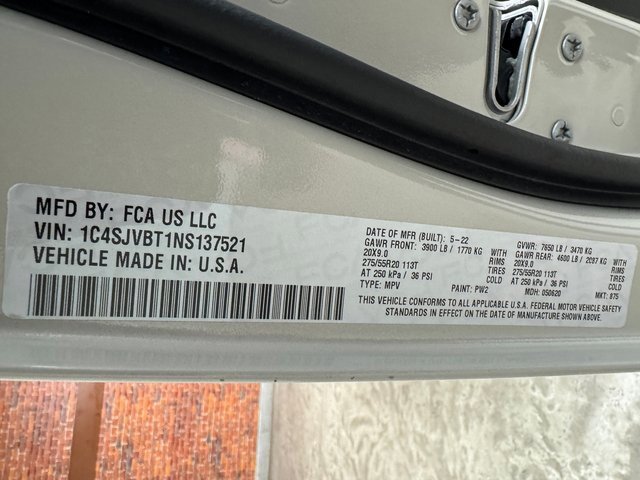 MFD BY: FCA US LLC
VIN: 1C4SJVBT1NS137521
VEHICLE MADE IN: U.S.A.
DATE OF MFR (BUILT): 5-22 GVWR: 7650 LB / 3470 KG
GAWR FRONT: 3900 LB / 1770 KG WITH GAWR REAR: 4600 LB / 2087 KG WITH
20X9.0 RIMS 20X9.0 RIMS
275/55R20 113T TIRES 275/55R20 113T TIRES
AT 250 kPa / 36 PSI COLD AT 250 kPa / 36 PSI COLD
TYPE: MPV PAINT: PW2 MDH: 050620 MKT: 875
THIS VEHICLE CONFORMS TO ALL APPLICABLE U.S.A. FEDERAL MOTOR VEHICLE SAFETY
STANDARDS IN EFFECT ON THE DATE OF MANUFACTURE SHOWN ABOVE.